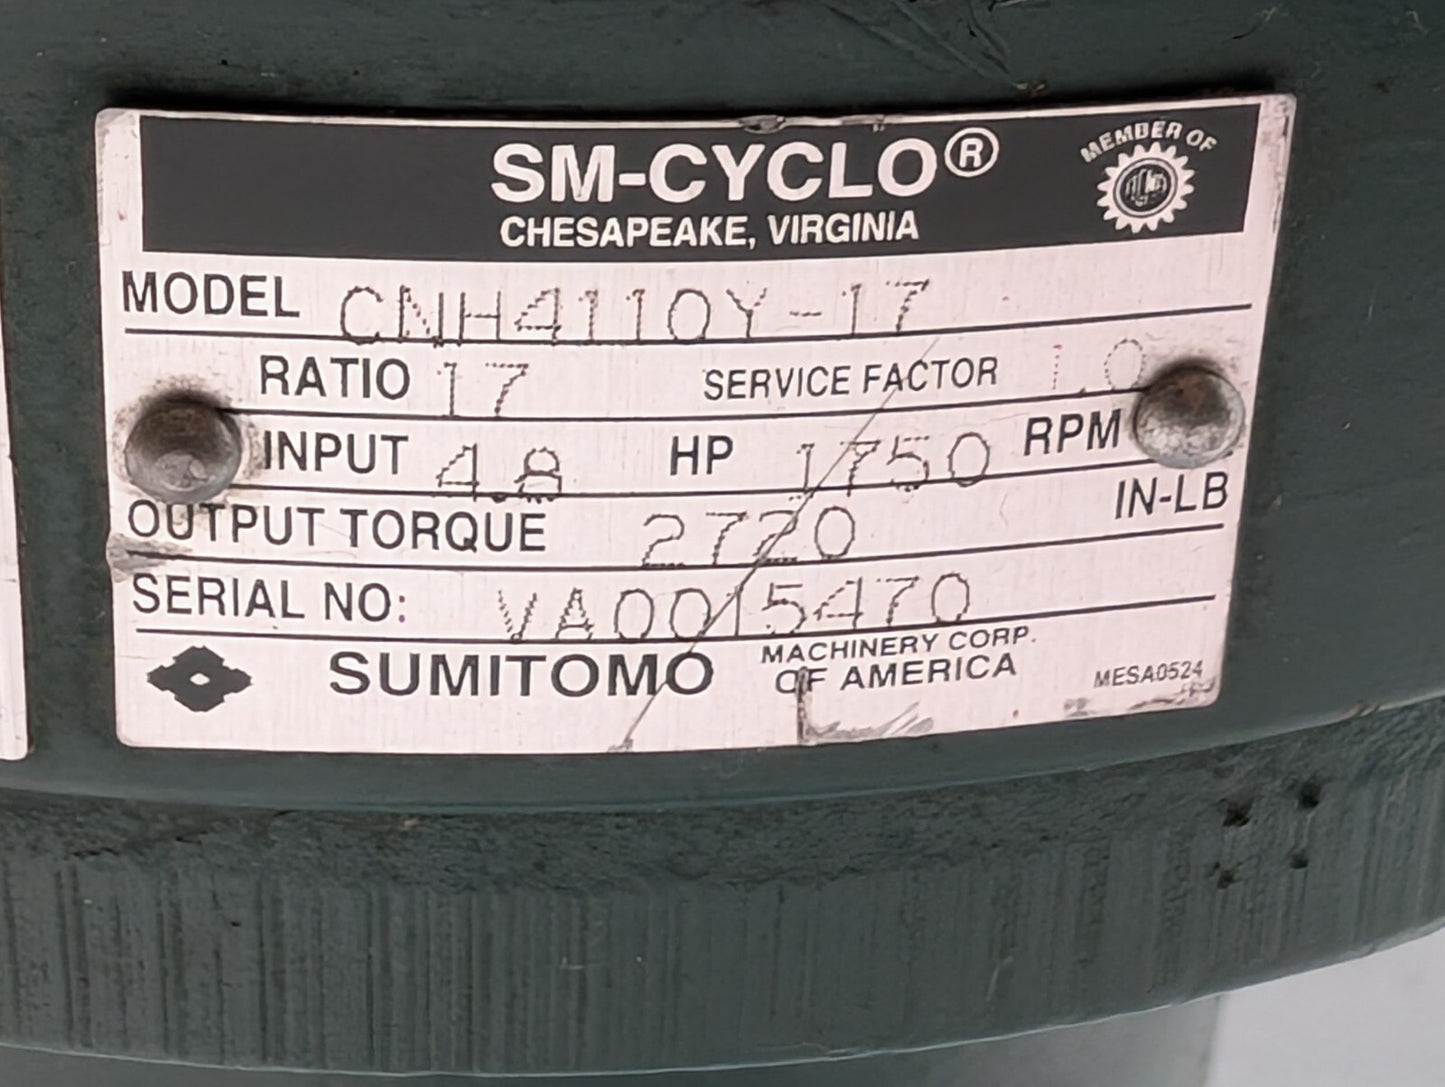 SM-CYCLO®
MEMBER OF
CHESAPEAKE, VIRGINIA
MODEL CNH4110Y-17
RATIO 17 SERVICE FACTOR 1.0
INPUT 4.8 HP 1750 RPM
OUTPUT TORQUE 2720 IN-LB
SERIAL NO: VA0015470
SUMITOMO MACHINERY CORP.
OF AMERICA
MESA0524